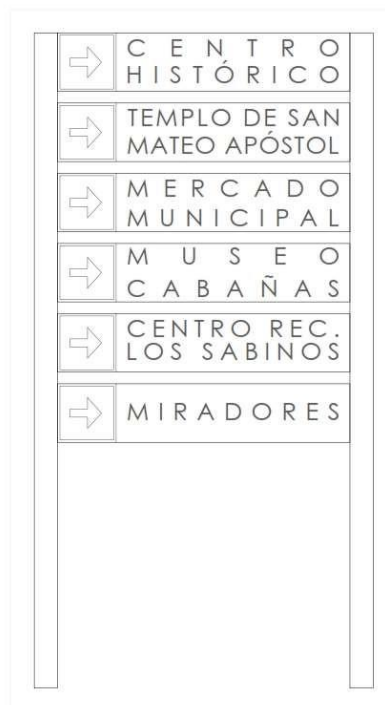 CENTRO
HISTÓRICO
TEMPLO DE SAN
MATEO APÓSTOL
MERCADO
MUNICIPAL
MUSEO
CABAÑAS
CENTRO REC.
LOS SABINOS
MIRADORES